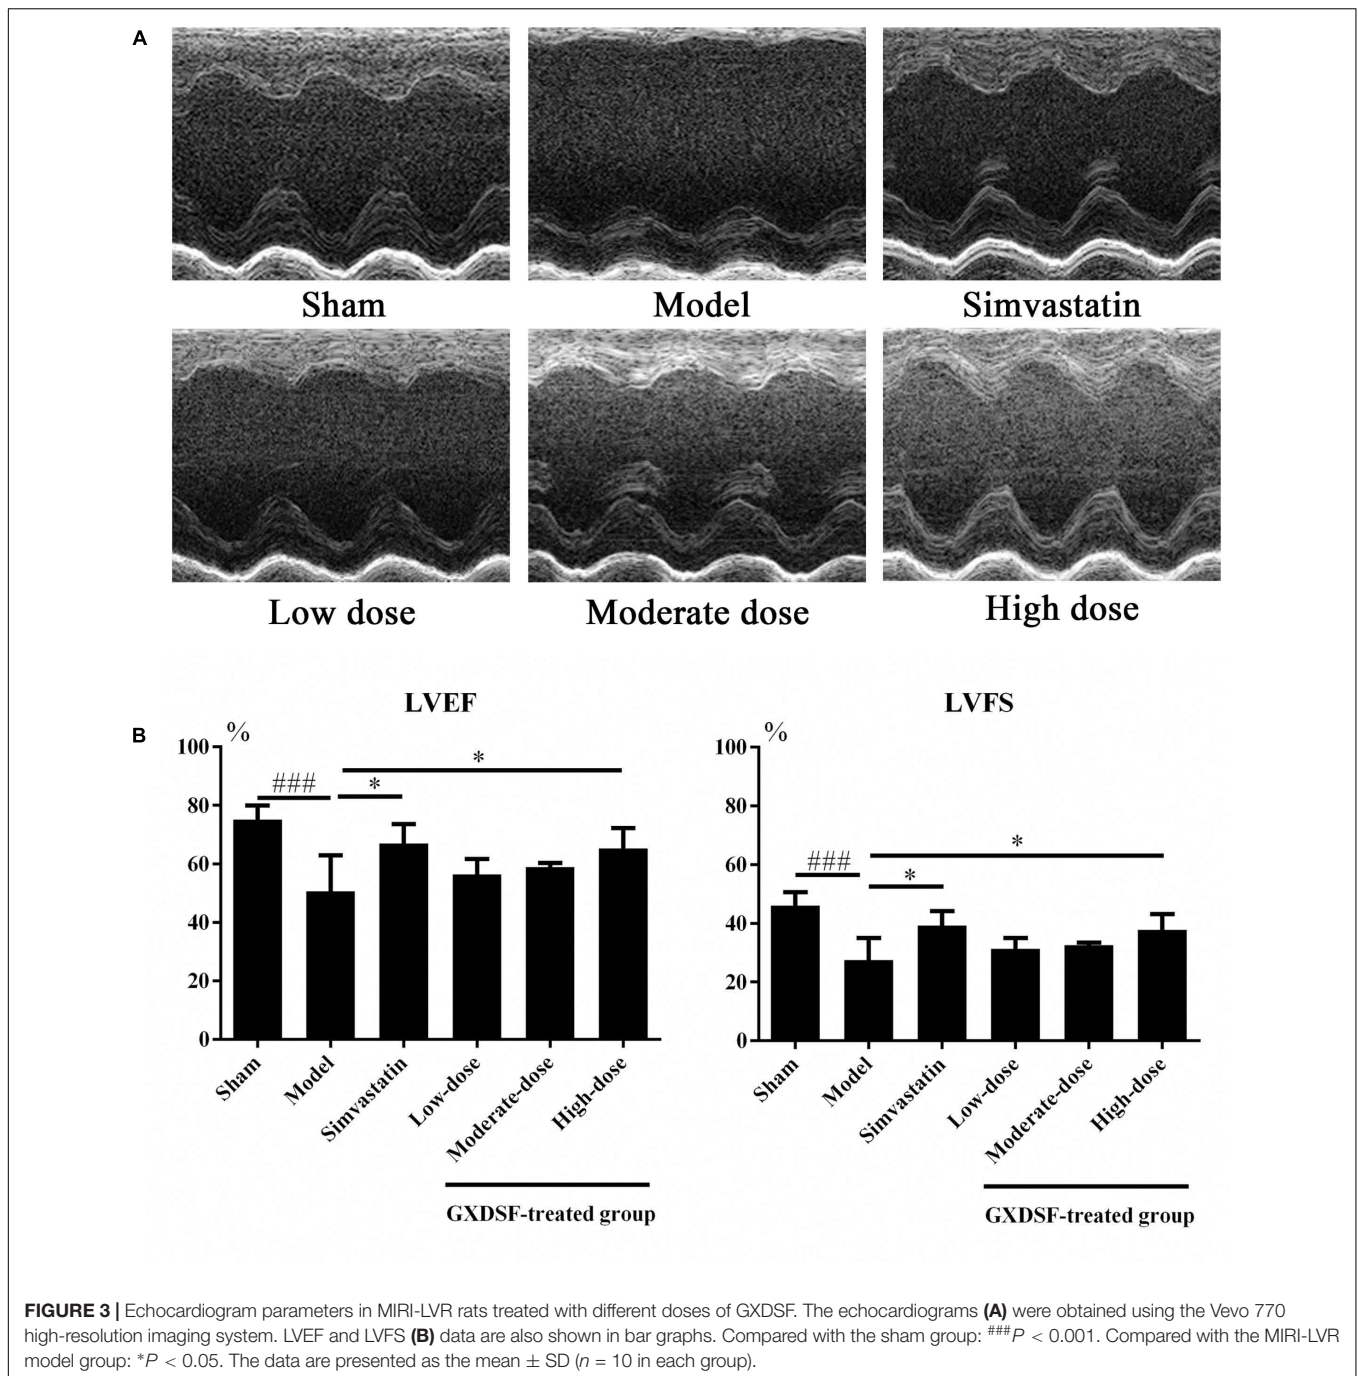 A
Sham Model Simvastatin
Low dose Moderate dose High dose
B
LVEF
%
100
80
60
40
20
0
###
*
*
Sham
Model
Simvastatin
Low-dose
Moderate-dose
High-dose
GXDSF-treated group
LVFS
%
100
80
60
40
20
0
###
*
*
Sham
Model
Simvastatin
Low-dose
Moderate-dose
High-dose
GXDSF-treated group
FIGURE 3 | Echocardiogram parameters in MIRI-LVR rats treated with different doses of GXDSF. The echocardiograms (A) were obtained using the Vevo 770
high-resolution imaging system. LVEF and LVFS (B) data are also shown in bar graphs. Compared with the sham group: ###P < 0.001. Compared with the MIRI-LVR
model group: *P < 0.05. The data are presented as the mean ± SD (n = 10 in each group).